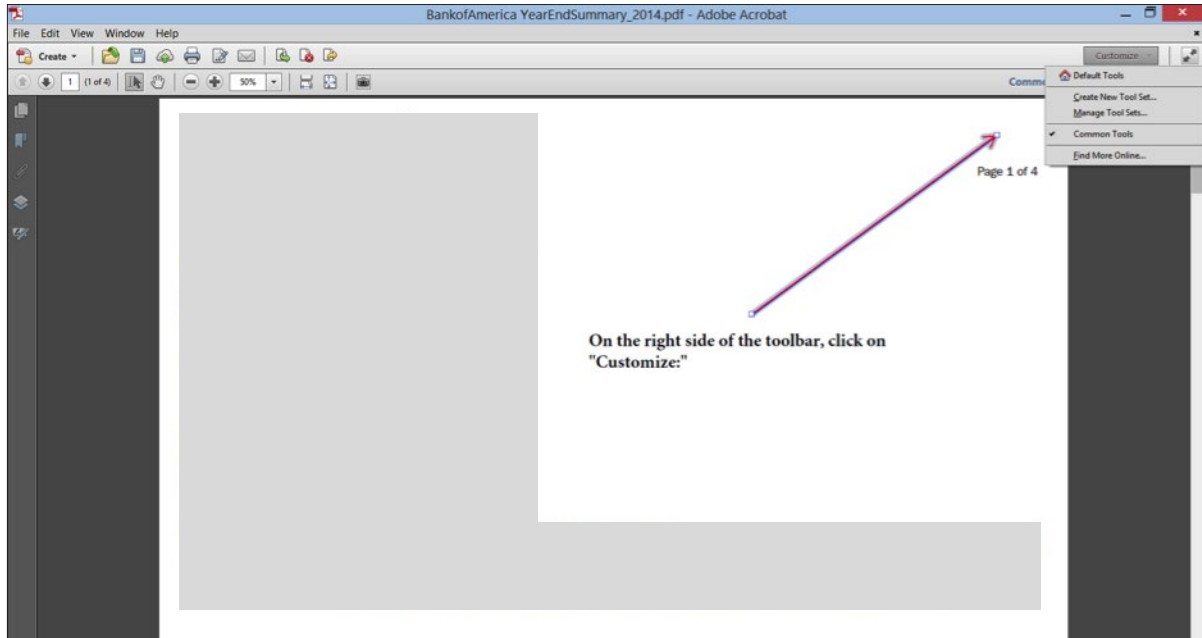 BankofAmerica YearEndSummary_2014.pdf - Adobe Acrobat
File Edit View Window Help
Create Customize
1 (1 of 4) 50% Comme
Default Tools
Create New Tool Set...
Manage Tool Sets...
Common Tools
Find More Online...
Page 1 of 4
On the right side of the toolbar, click on
"Customize:"